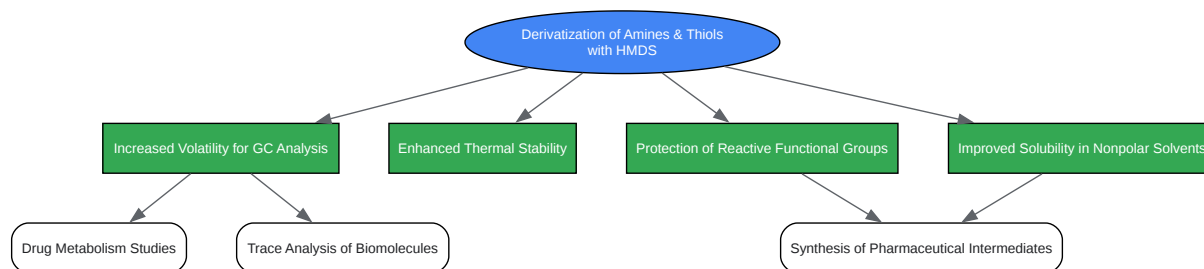 Derivatization of Amines & Thiols
with HMDS
Increased Volatility for GC Analysis
Enhanced Thermal Stability
Protection of Reactive Functional Groups
Improved Solubility in Nonpolar Solvents
Drug Metabolism Studies
Trace Analysis of Biomolecules
Synthesis of Pharmaceutical Intermediates